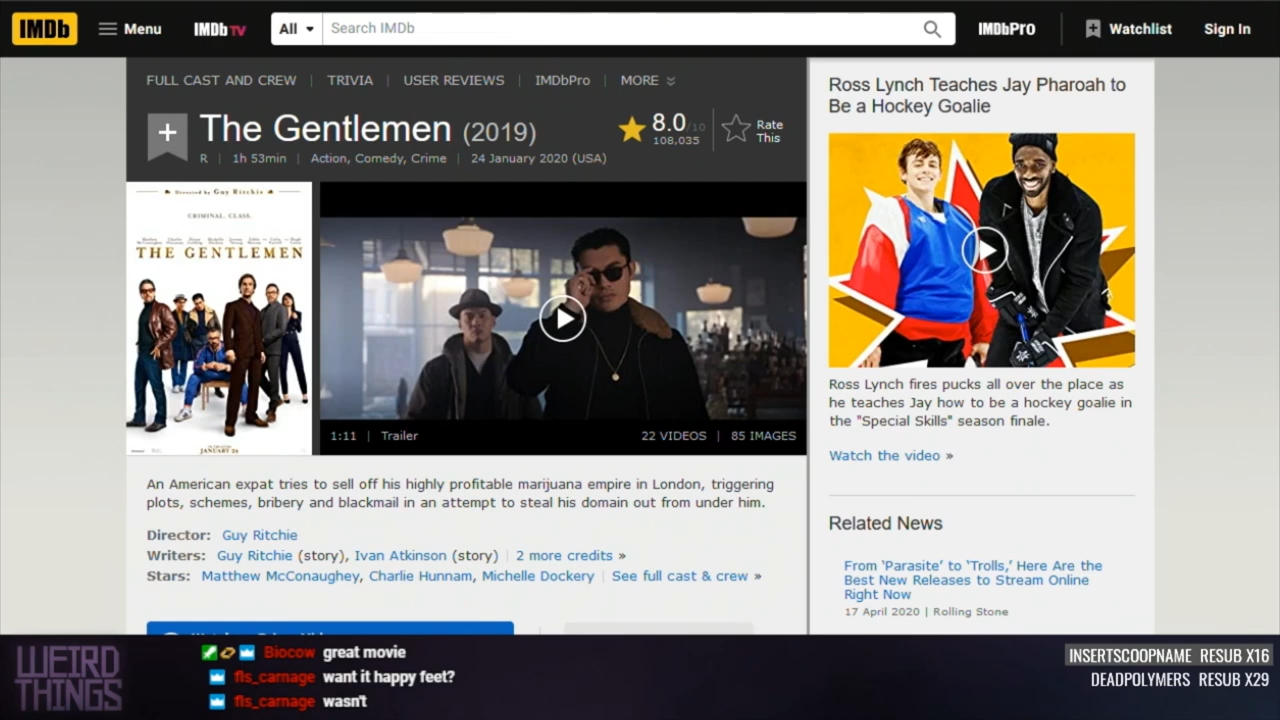 IMDb Menu IMDb TV All Search IMDb IMDbPRO Watchlist Sign In
FULL CAST AND CREW | TRIVIA | USER REVIEWS | IMDbPro | MORE
The Gentlemen (2019)
8.0/10
108,035
Rate This
R | 1h 53min | Action, Comedy, Crime | 24 January 2020 (USA)
Directed by Guy Ritchie
CRIMINAL. CLASS.
THE GENTLEMEN
JANUARY 24
1:11 | Trailer 22 VIDEOS | 85 IMAGES
An American expat tries to sell off his highly profitable marijuana empire in London, triggering
plots, schemes, bribery and blackmail in an attempt to steal his domain out from under him.
Director: Guy Ritchie
Writers: Guy Ritchie (story), Ivan Atkinson (story) | 2 more credits »
Stars: Matthew McConaughey, Charlie Hunnam, Michelle Dockery | See full cast & crew »
Ross Lynch Teaches Jay Pharoah to
Be a Hockey Goalie
Ross Lynch fires pucks all over the place as
he teaches Jay how to be a hockey goalie in
the "Special Skills" season finale.
Watch the video »
Related News
From ‘Parasite’ to ‘Trolls,’ Here Are the
Best New Releases to Stream Online
Right Now
17 April 2020 | Rolling Stone
WEIRD
THINGS
Biocow great movie
fls_carnage want it happy feet?
fls_carnage wasn't
INSERTSCOOPNAME RESUB X16
DEADPOLYMERS RESUB X29